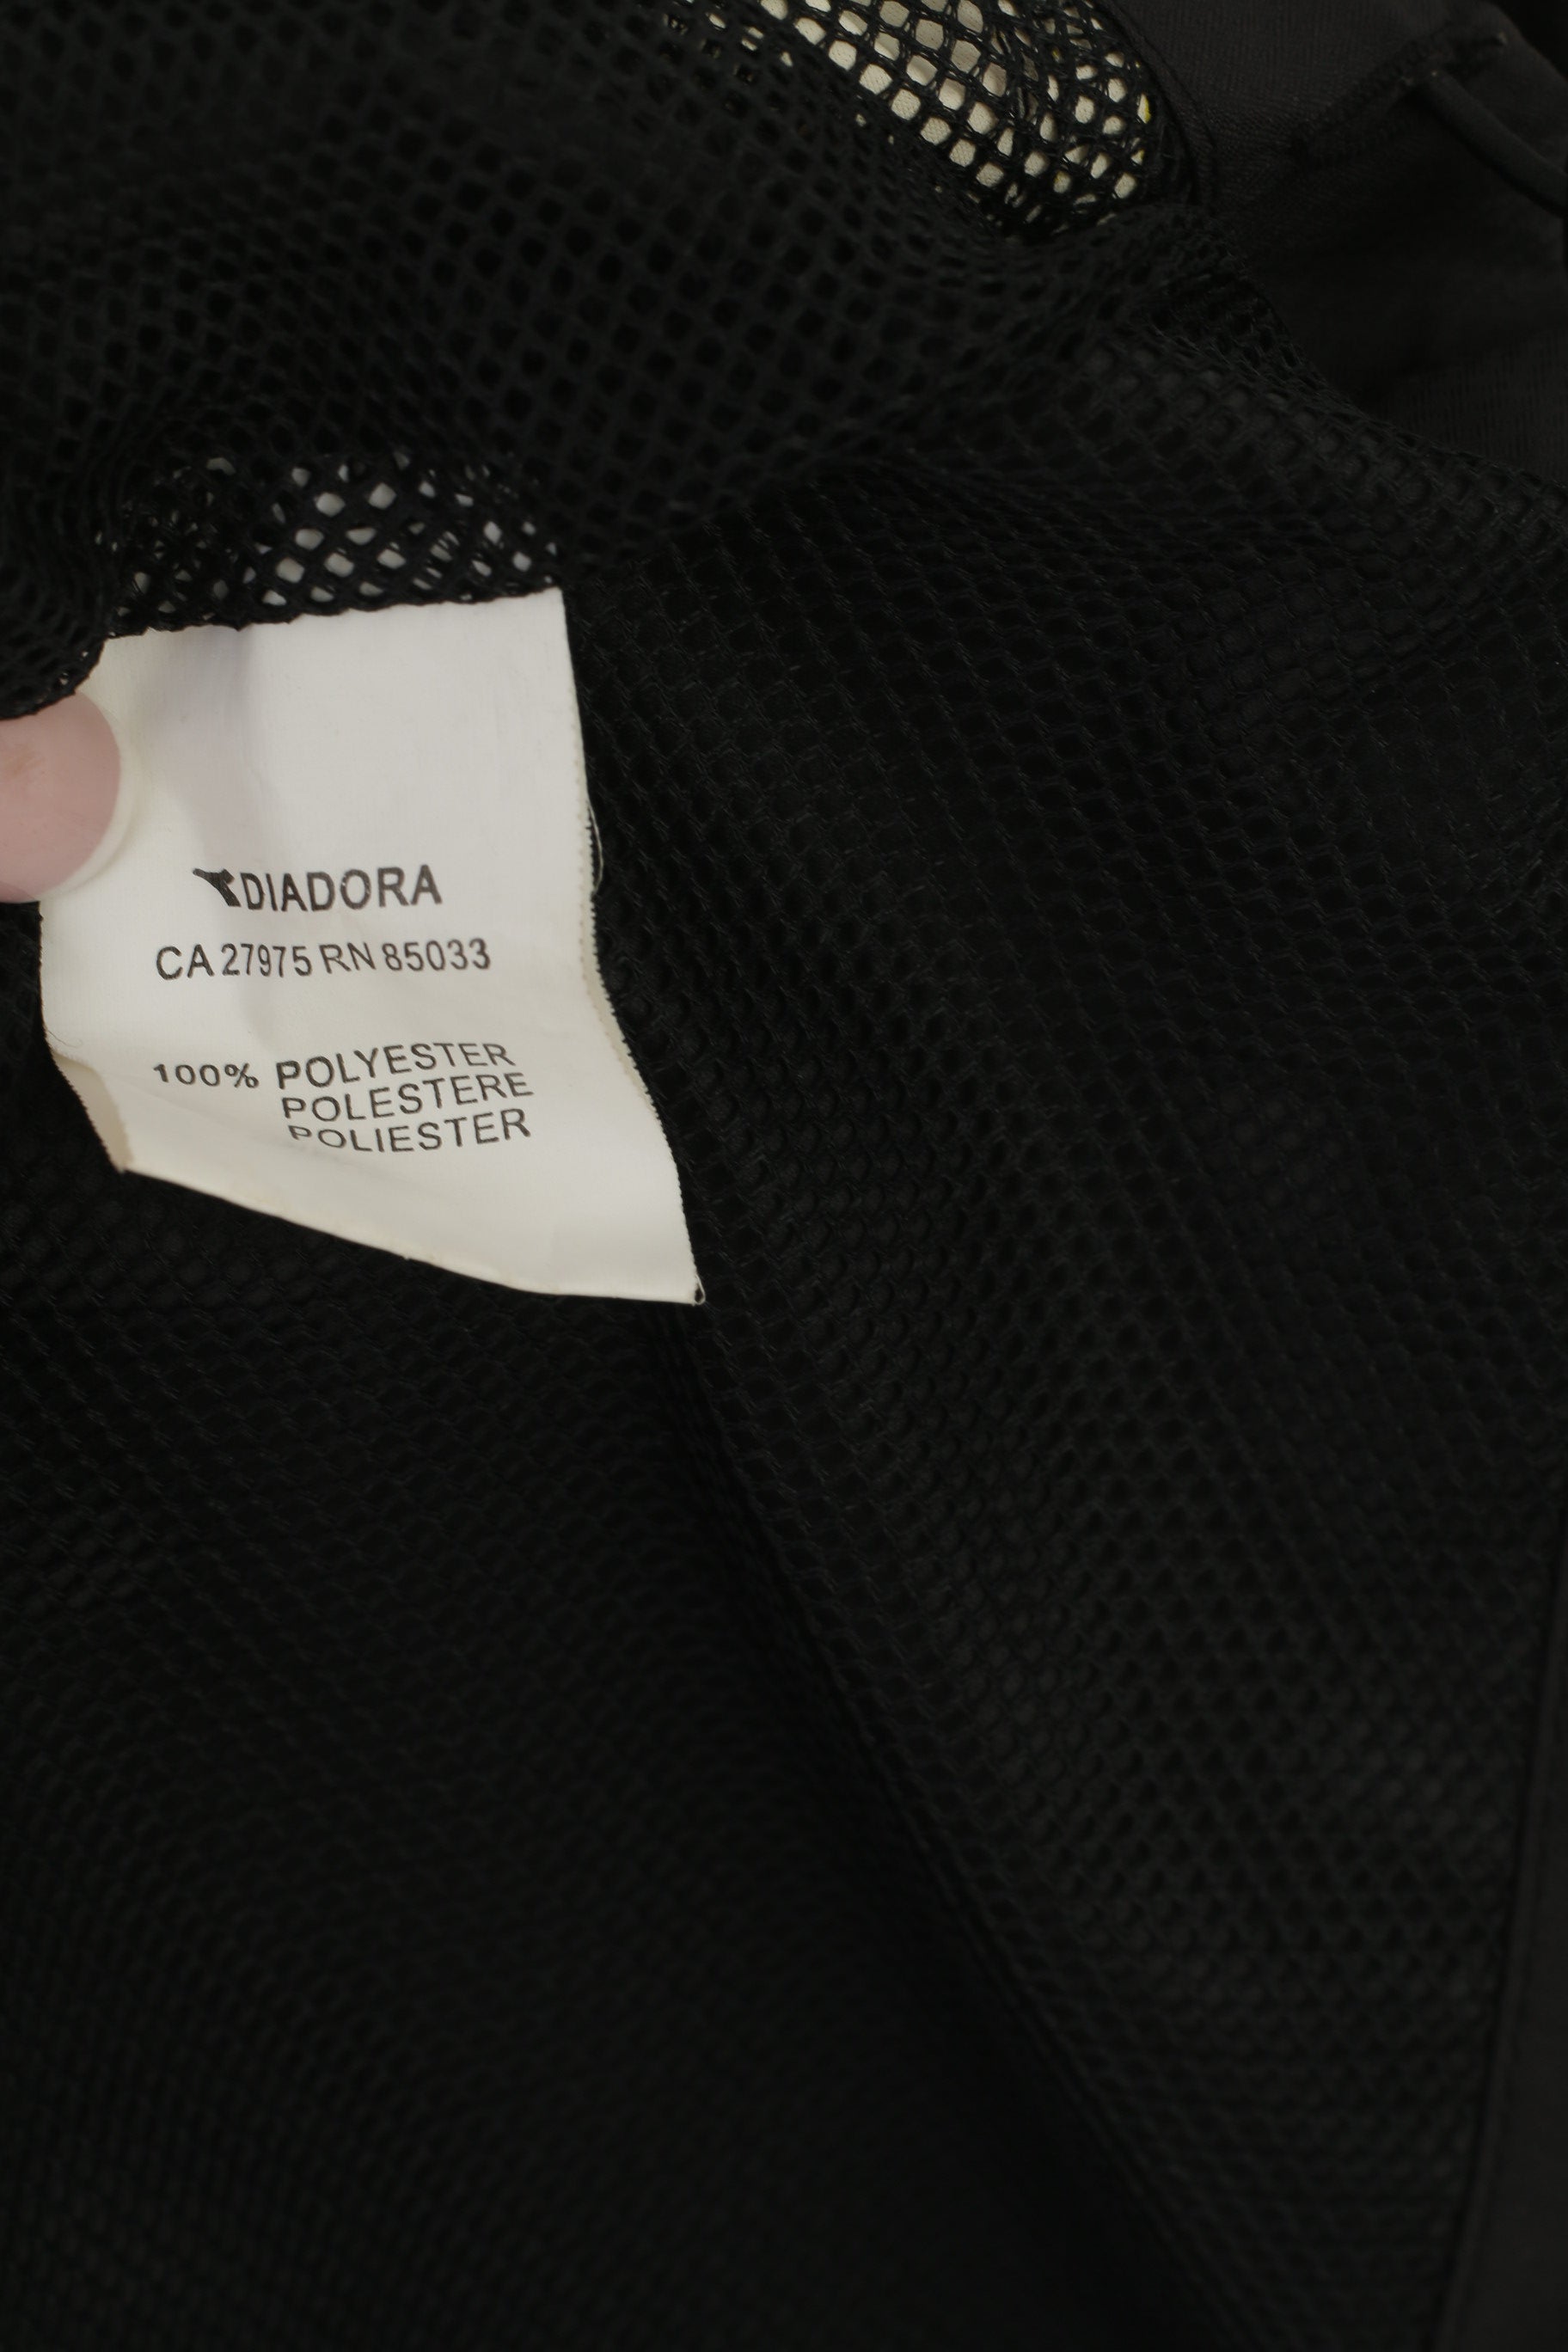 DIADORA
CA 27975 RN 85033
100% POLYESTER
POLESTERE
POLIESTER